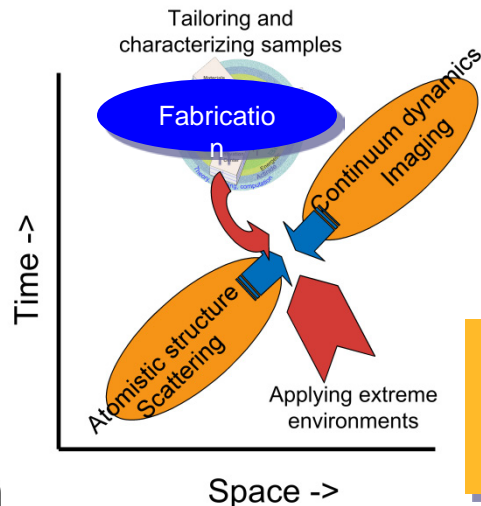 Tailoring and
characterizing samples
Fabricatio
n
Continuum dynamics
Imaging
Time ->
Atomistic structure
Scattering
Applying extreme
environments
Space ->